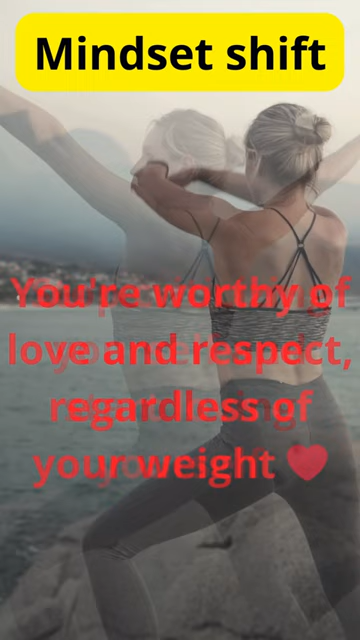 Mindset shift
You're worthy of
love and respect,
regardless of
your weight ❤️